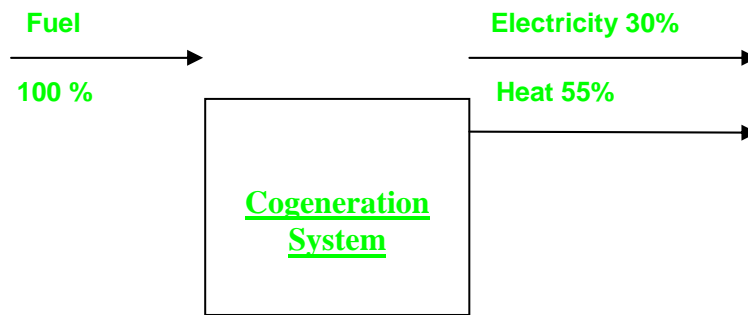 Fuel
100 %
Electricity 30%
Heat 55%
Cogeneration
System